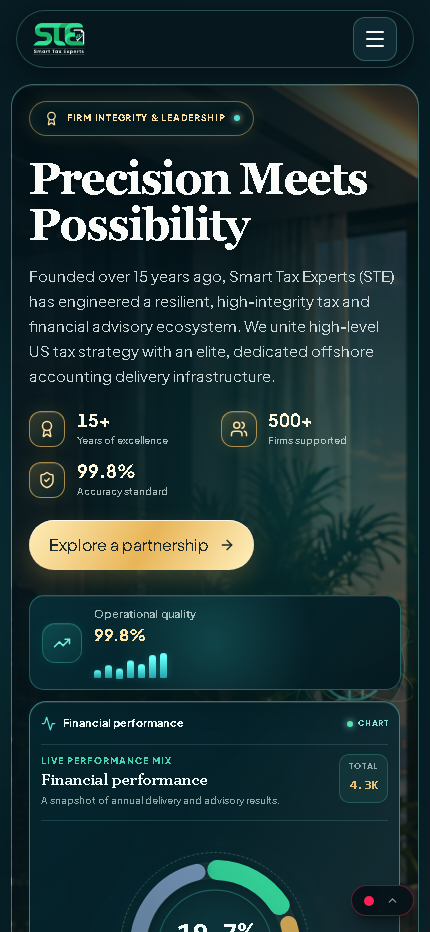 STE
Smart Tax Experts
FIRM INTEGRITY & LEADERSHIP
Precision Meets
Possibility
Founded over 15 years ago, Smart Tax Experts (STE)
has engineered a resilient, high-integrity tax and
financial advisory ecosystem. We unite high-level
US tax strategy with an elite, dedicated offshore
accounting delivery infrastructure.
15+
Years of excellence
500+
Firms supported
99.8%
Accuracy standard
Explore a partnership →
Operational quality
99.8%
Financial performance
CHART
LIVE PERFORMANCE MIX
Financial performance
A snapshot of annual delivery and advisory results.
TOTAL
4.3K
19.7%